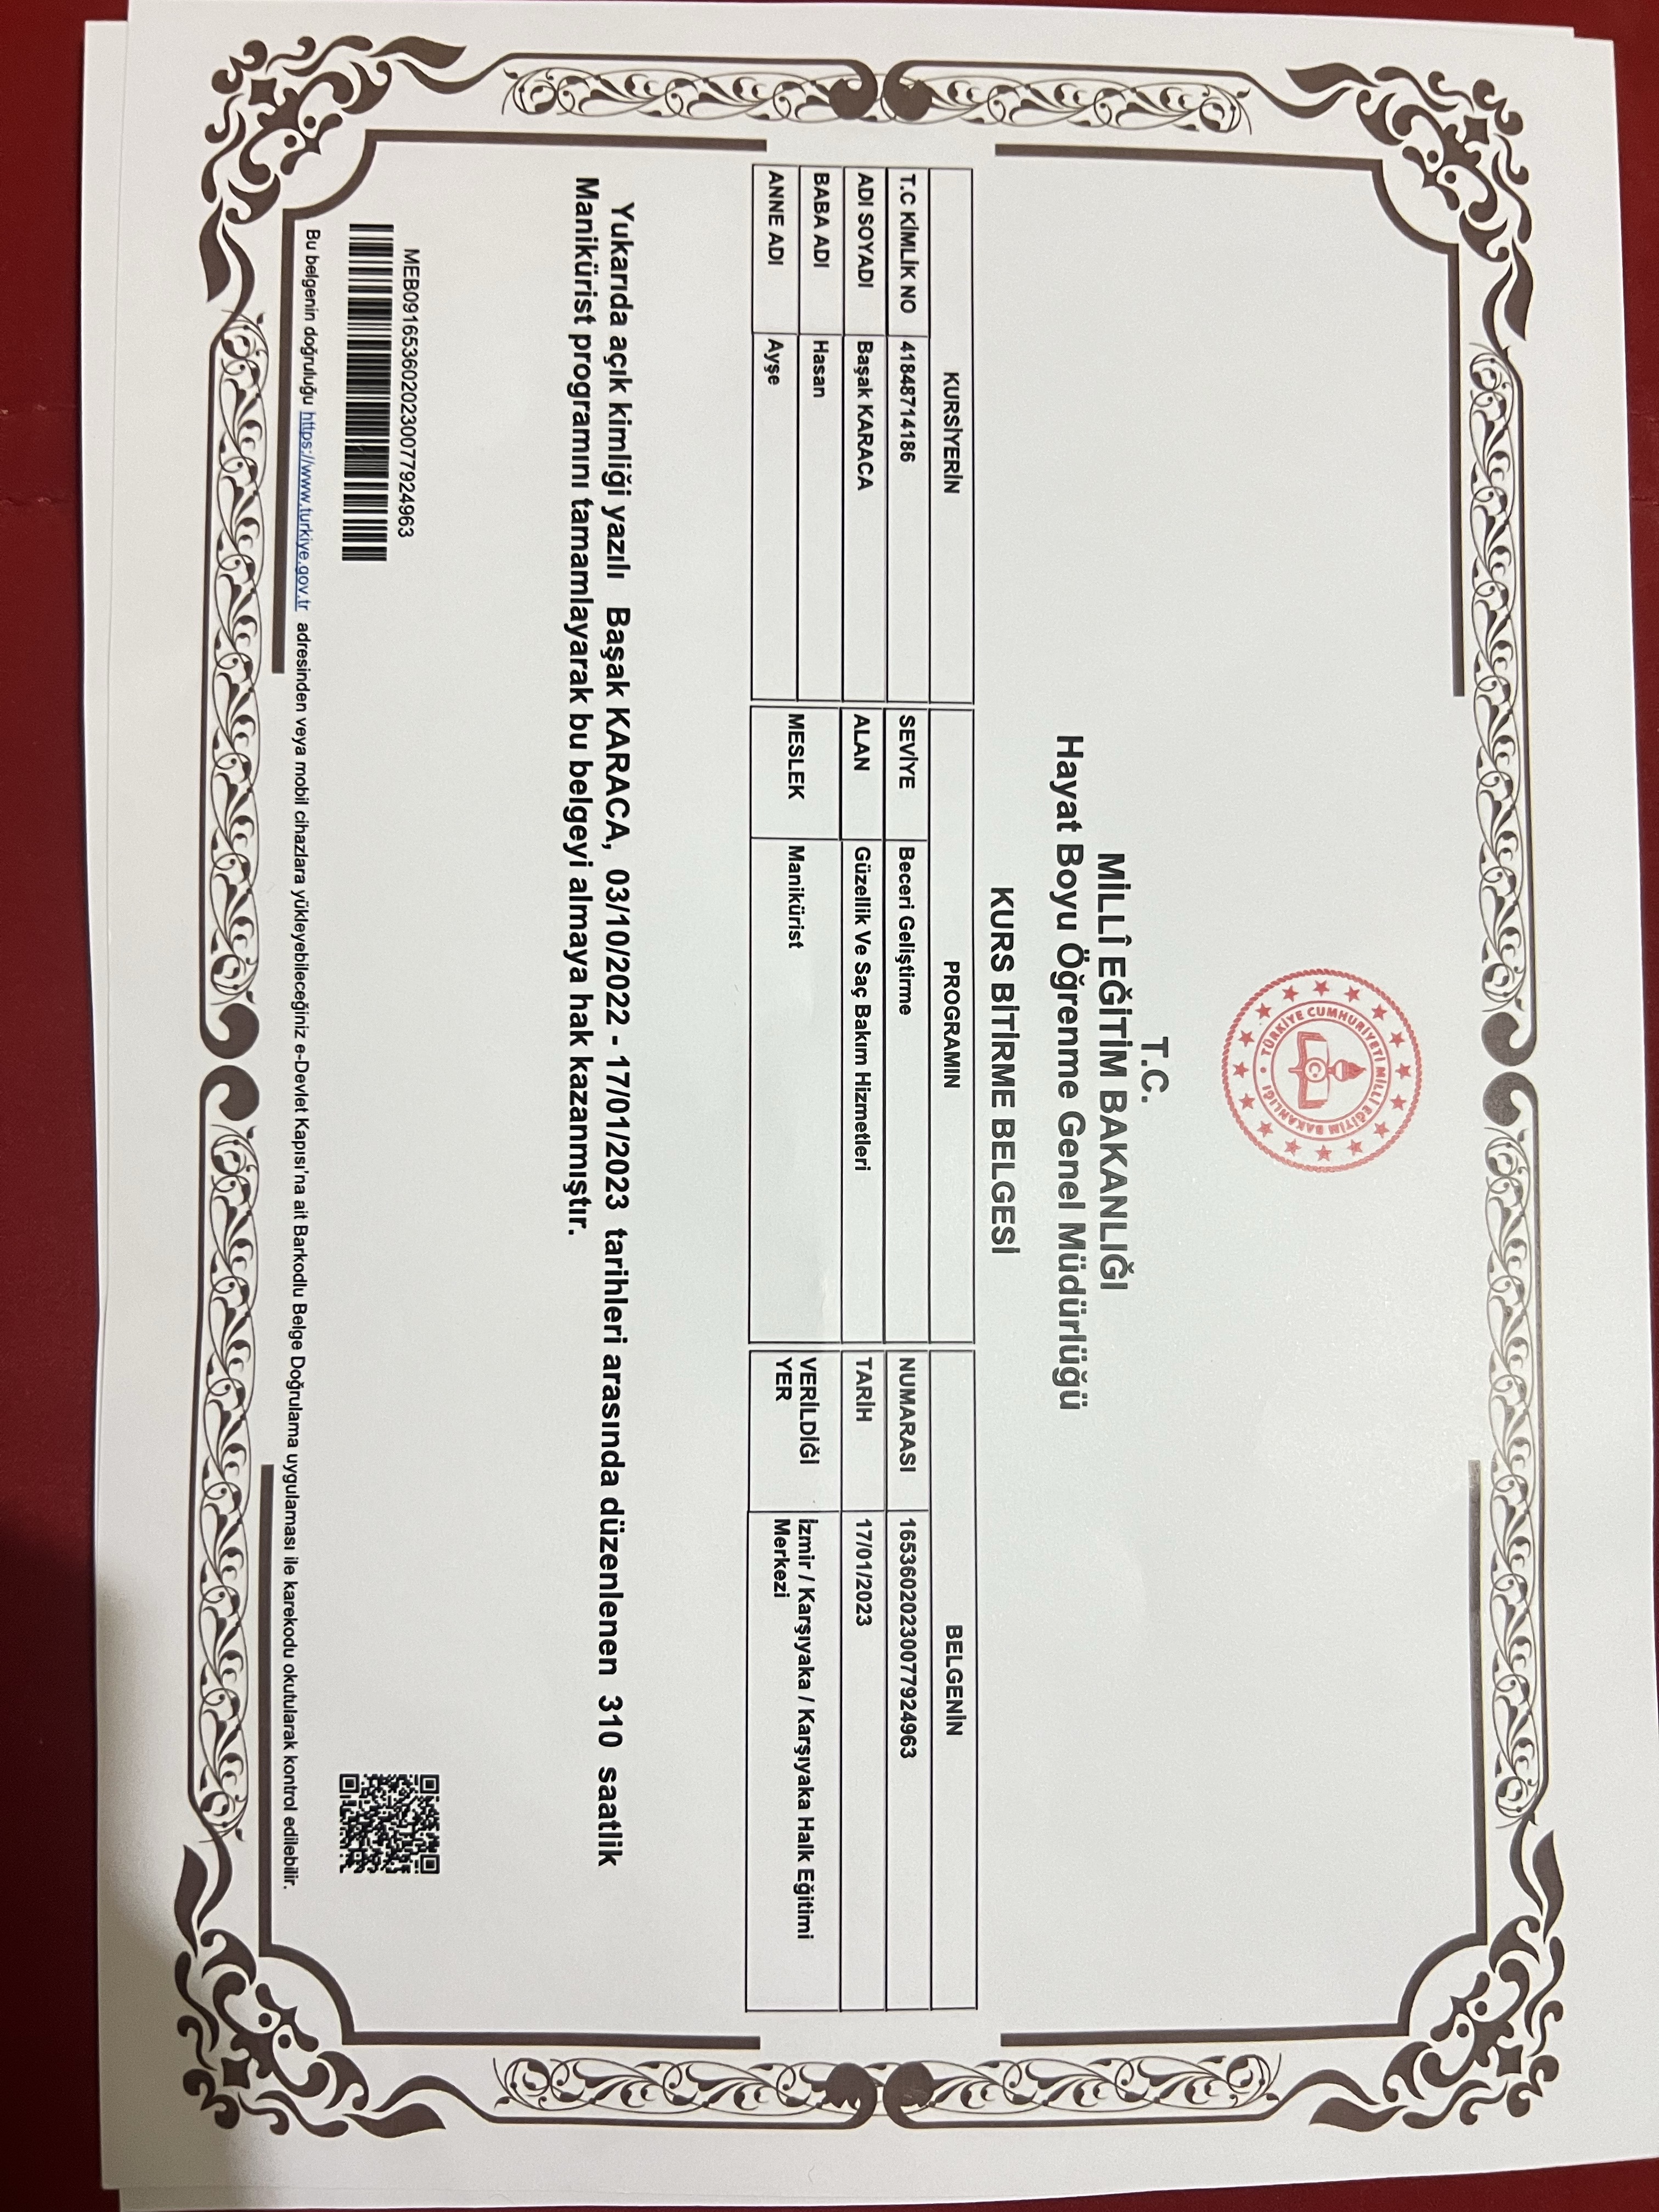 TÜRKİYE CUMHURİYETİ MİLLÎ EĞİTİM BAKANLIĞI
T.C.
MİLLÎ EĞİTİM BAKANLIĞI
Hayat Boyu Öğrenme Genel Müdürlüğü
KURS BİTİRME BELGESİ
KURSİYERİN PROGRAMIN BELGENİN
T.C KİMLİK NO 41848714186 SEVİYE Beceri Geliştirme NUMARASI 16536020230077924963
ADI SOYADI Başak KARACA ALAN Güzellik Ve Saç Bakım Hizmetleri TARİH 17/01/2023
BABA ADI Hasan MESLEK Manikürist VERİLDİĞİ YER İzmir / Karşıyaka / Karşıyaka Halk Eğitimi Merkezi
ANNE ADI Ayşe
Yukarıda açık kimliği yazılı Başak KARACA, 03/10/2022 - 17/01/2023 tarihleri arasında düzenlenen 310 saatlik
Manikürist programını tamamlayarak bu belgeyi almaya hak kazanmıştır.
MEB0916536020230077924963
Bu belgenin doğruluğu https://www.turkiye.gov.tr adresinden veya mobil cihazlara yükleyebileceğiniz e-Devlet Kapısı'na ait Barkodlu Belge Doğrulama uygulaması ile karekodu okutularak kontrol edilebilir.